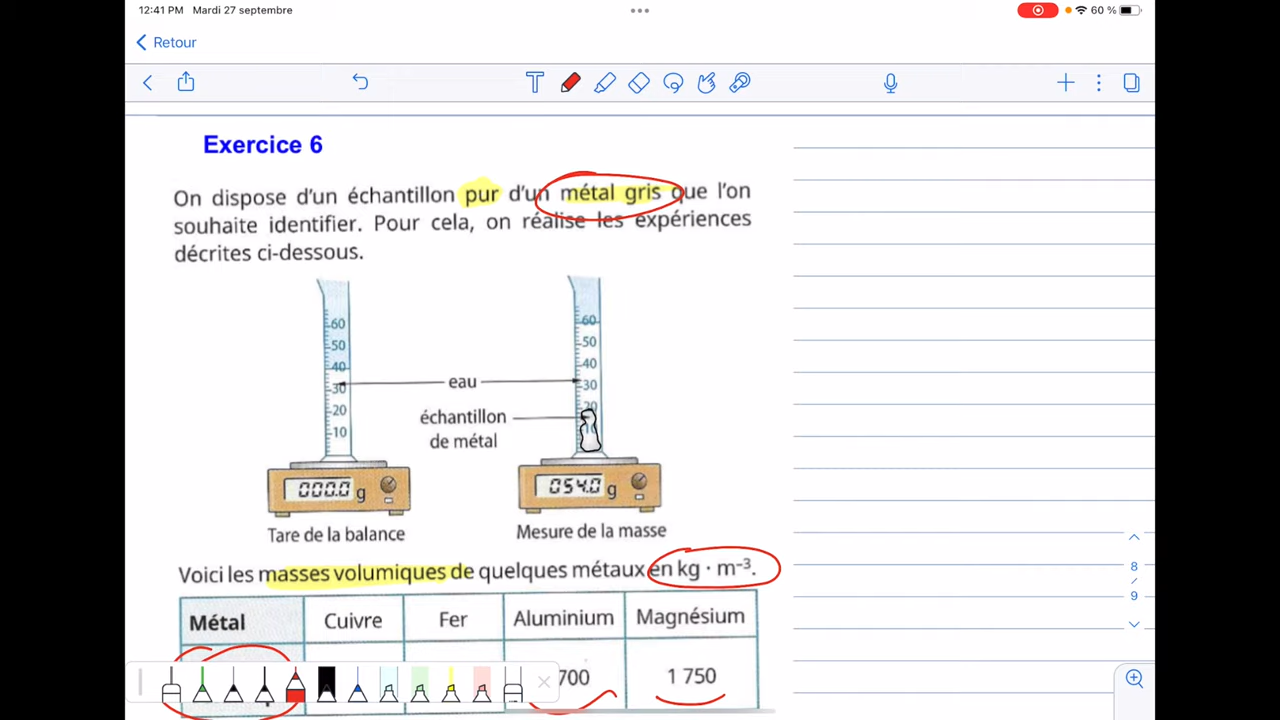 12:41 PM Mardi 27 septembre
60 %
Retour
Exercice 6
On dispose d'un échantillon pur d'un métal gris que l'on
souhaite identifier. Pour cela, on réalise les expériences
décrites ci-dessous.
60
60
50
50
40
40
eau
30
30
20
20
échantillon
de métal
10
10
000.0 g
054.0 g
Tare de la balance
Mesure de la masse
Voici les masses volumiques de quelques métaux en kg · m⁻³.
Métal Cuivre Fer Aluminium Magnésium
700 1 750
8
9